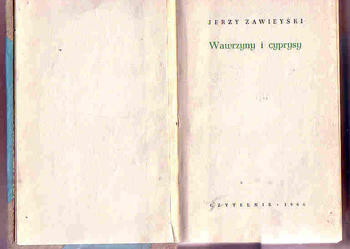 JERZY ZAWIEYSKI
Wawrzyny i cyprysy
CZYTELNIK · 1966